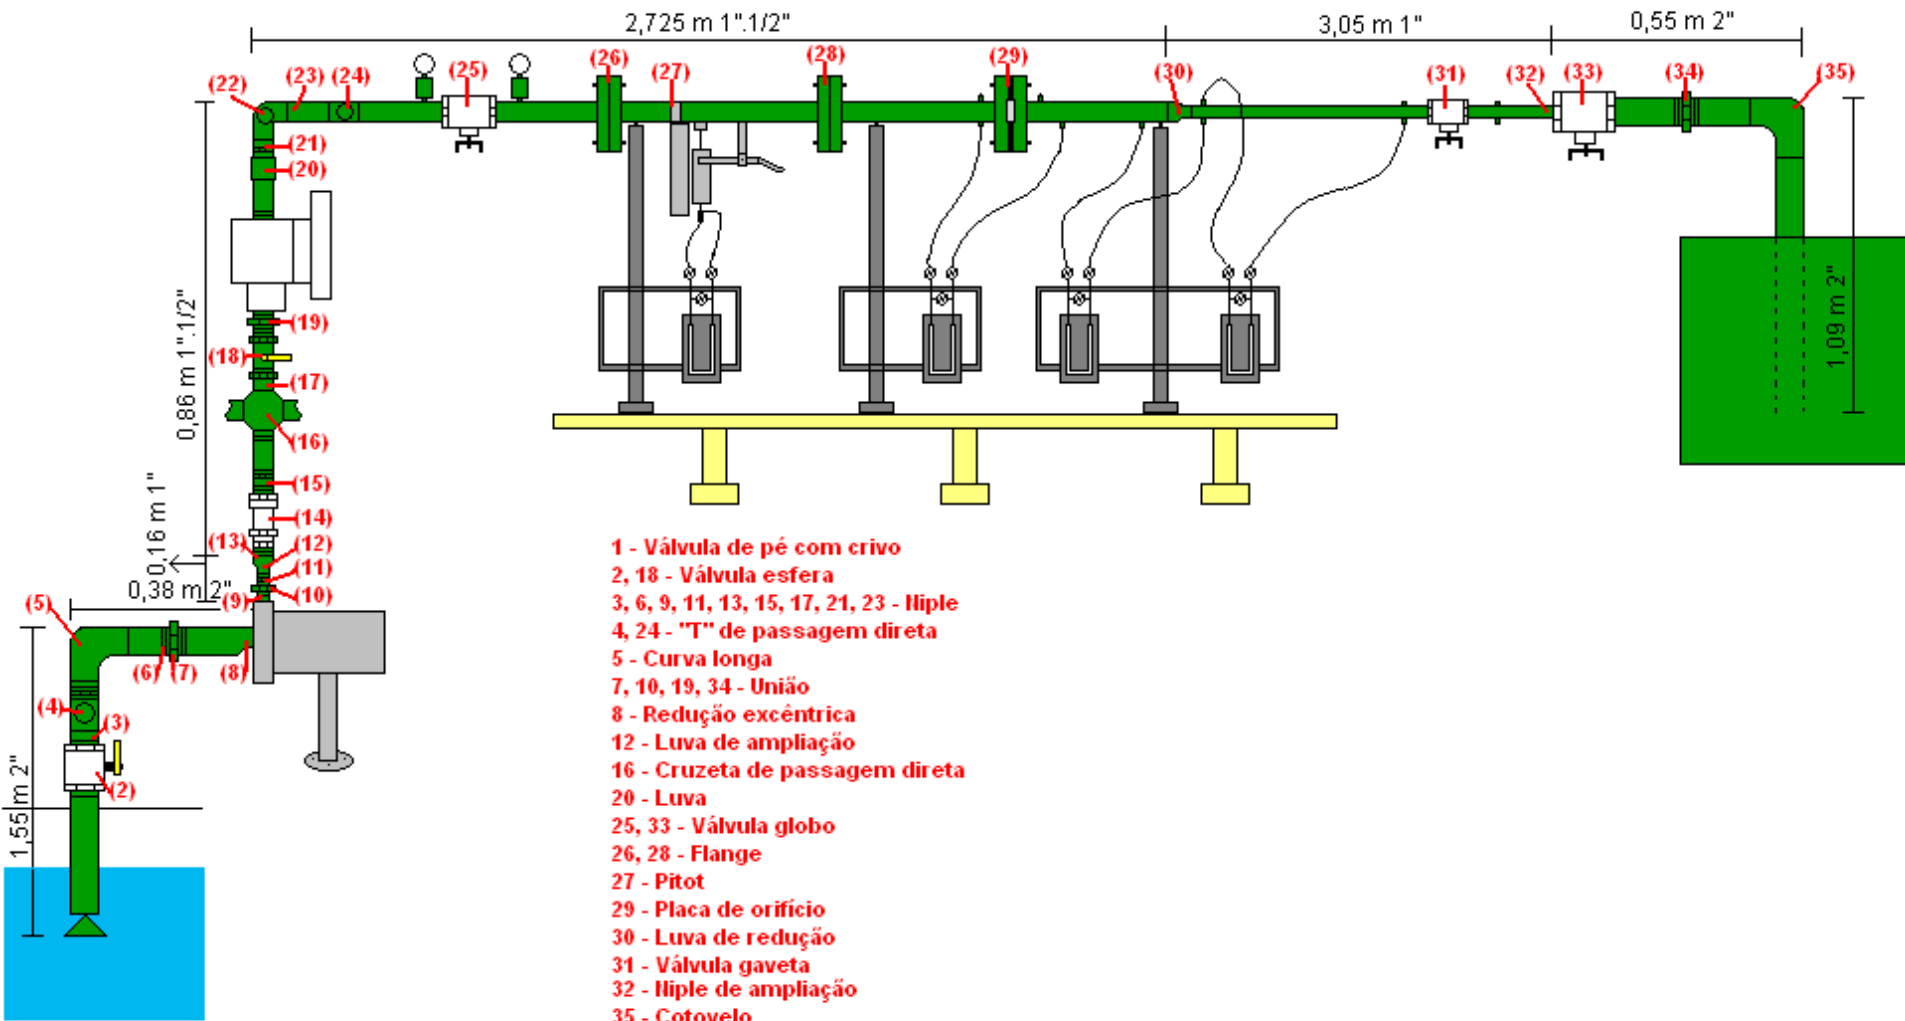 2,725 m 1".1/2"
3,05 m 1"
0,55 m 2"
(22)
(23)
(24)
(25)
(26)
(27)
(28)
(29)
(30)
(31)
(32)
(33)
(34)
(35)
(21)
(20)
(19)
(18)
(17)
(16)
(15)
(14)
(13)
(12)
(11)
(10)
(9)
0,86 m 1".1/2"
0,16 m 1"
0,38 m 2"
(5)
(6)
(7)
(8)
(4)
(3)
(2)
1,55 m 2"
1,09 m 2"
1 - Válvula de pé com crivo
2, 18 - Válvula esfera
3, 6, 9, 11, 13, 15, 17, 21, 23 - Niple
4, 24 - "T" de passagem direta
5 - Curva longa
7, 10, 19, 34 - União
8 - Redução excêntrica
12 - Luva de ampliação
16 - Cruzeta de passagem direta
20 - Luva
25, 33 - Válvula globo
26, 28 - Flange
27 - Pitot
29 - Placa de orifício
30 - Luva de redução
31 - Válvula gaveta
32 - Niple de ampliação
35 - Cotovelo